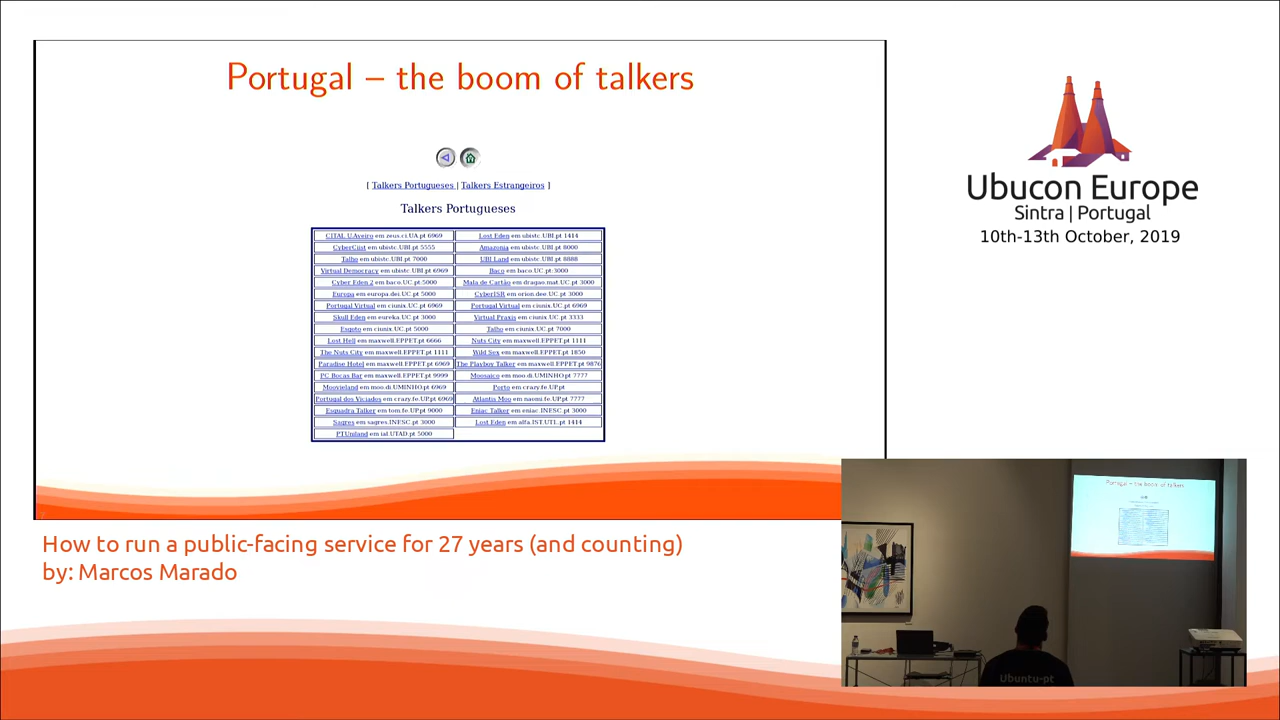 Portugal – the boom of talkers
[ Talkers Portugueses | Talkers Estrangeiros ]
Talkers Portugueses
CITAL U.Aveiro em zeus.ci.UA.pt 6969
Lost Eden em ubistc.UBI.pt 1414
CyberCiist em ubistc.UBI.pt 5555
Amazonia em ubistc.UBI.pt 8000
Talho em ubistc.UBI.pt 7000
UBI Land em ubistc.UBI.pt 8888
Virtual Democracy em ubistc.UBI.pt 6969
Baco em baco.UC.pt:3000
Cyber Eden 2 em baco.UC.pt:5000
Mala de Cartão em dragao.mat.UC.pt 3000
Europa em europa.dei.UC.pt 5000
CyberISR em orion.dee.UC.pt 3000
Portugal Virtual em ciunix.UC.pt 6969
Portugal Virtual em ciunix.UC.pt 6969
Skull Eden em eureka.UC.pt 3000
Virtual Praxis em ciunix.UC.pt 3333
Esgoto em ciunix.UC.pt 5000
Talho em ciunix.UC.pt 7000
Lost Hell em maxwell.EPPET.pt 6666
Nuts City em maxwell.EPPET.pt 1111
The Nuts City em maxwell.EPPET.pt 1111
Wild Sex em maxwell.EPPET.pt 1850
Paradise Hotel em maxwell.EPPET.pt 6969
The Playboy Talker em maxwell.EPPET.pt 9876
PC Bocas Bar em maxwell.EPPET.pt 9999
Moosaico em moo.di.UMINHO.pt 7777
Moovieland em moo.di.UMINHO.pt 6969
Porto em crazy.fe.UP.pt
Portugal dos Viciados em crazy.fe.UP.pt 6969
Atlantis Moo em naomi.fe.UP.pt 7777
Esquadra Talker em tom.fe.UP.pt 9000
Eniac Talker em eniac.INESC.pt 3000
Sagres em sagres.INESC.pt 3000
Lost Eden em alfa.IST.UTL.pt 1414
PTUniland em ial.UTAD.pt 5000
Ubucon Europe
Sintra | Portugal
10th-13th October, 2019
How to run a public-facing service for 27 years (and counting)
by: Marcos Marado
Portugal – the boom of talkers
Ubuntu-pt